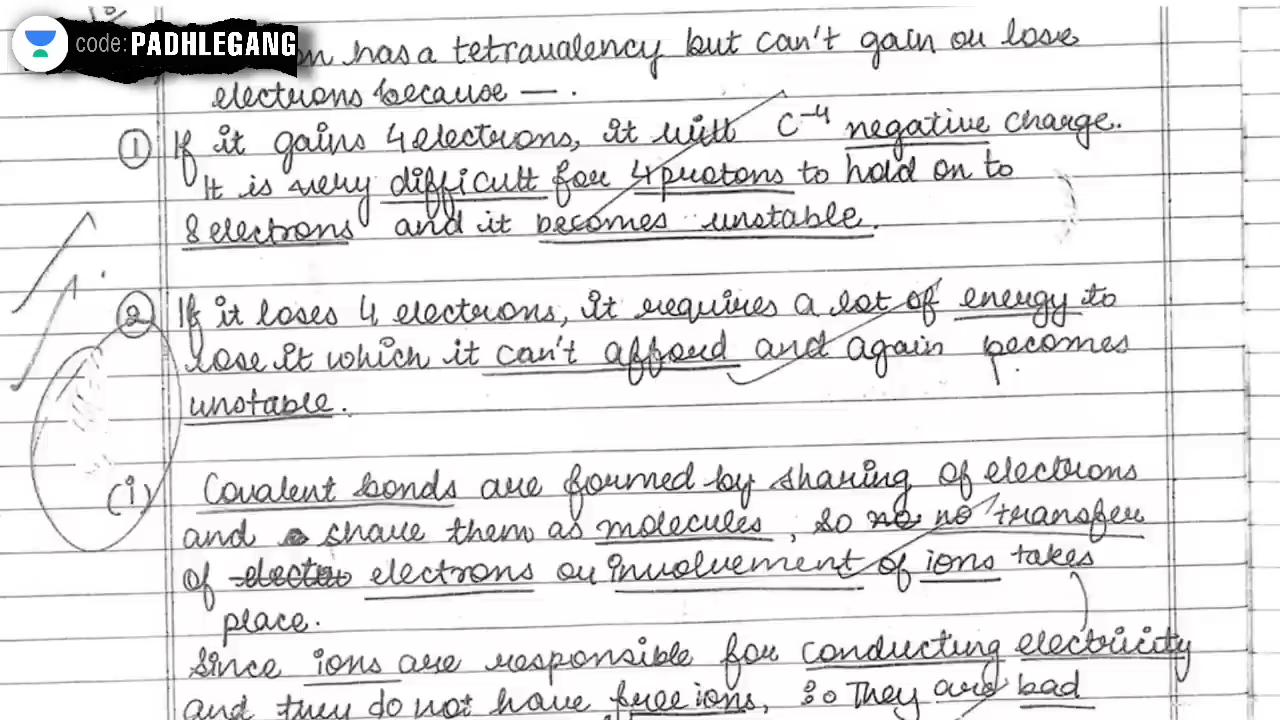 code: PADHLEGANG
has a tetravalency but can't gain or lose
electrons because — .
① If it gains 4 electrons, it will C⁻⁴ negative charge.
It is very difficult for 4 protons to hold on to
8 electrons and it becomes unstable.
② If it loses 4 electrons, it requires a lot of energy to
lose it which it can't afford and again becomes
unstable.
(i) Covalent bonds are formed by sharing of electrons
and share them as molecules, so no no transfer
of electrons or involvement of ions takes
place.
Since ions are responsible for conducting electricity
and they do not have free ions, so They are bad